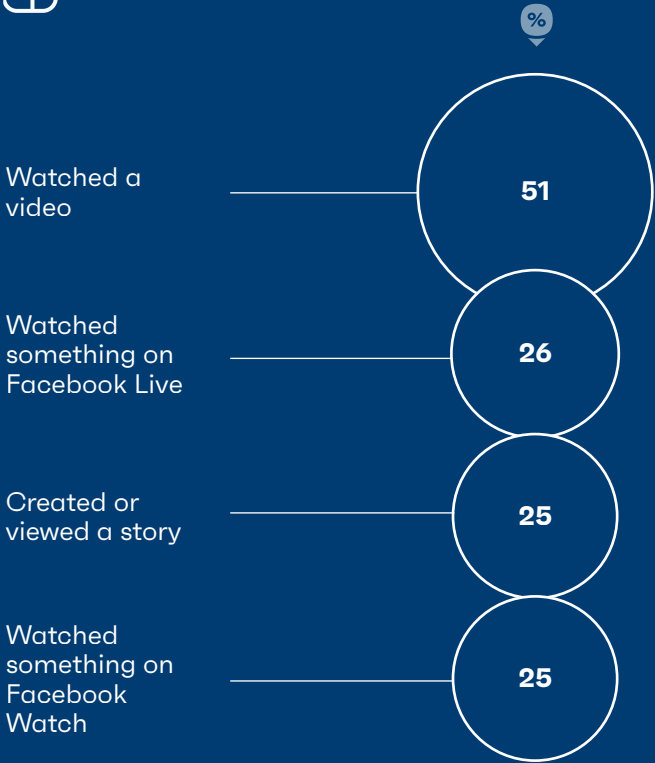 %
Watched a
video
51
Watched
something on
Facebook Live
26
Created or
viewed a story
25
Watched
something on
Facebook
Watch
25